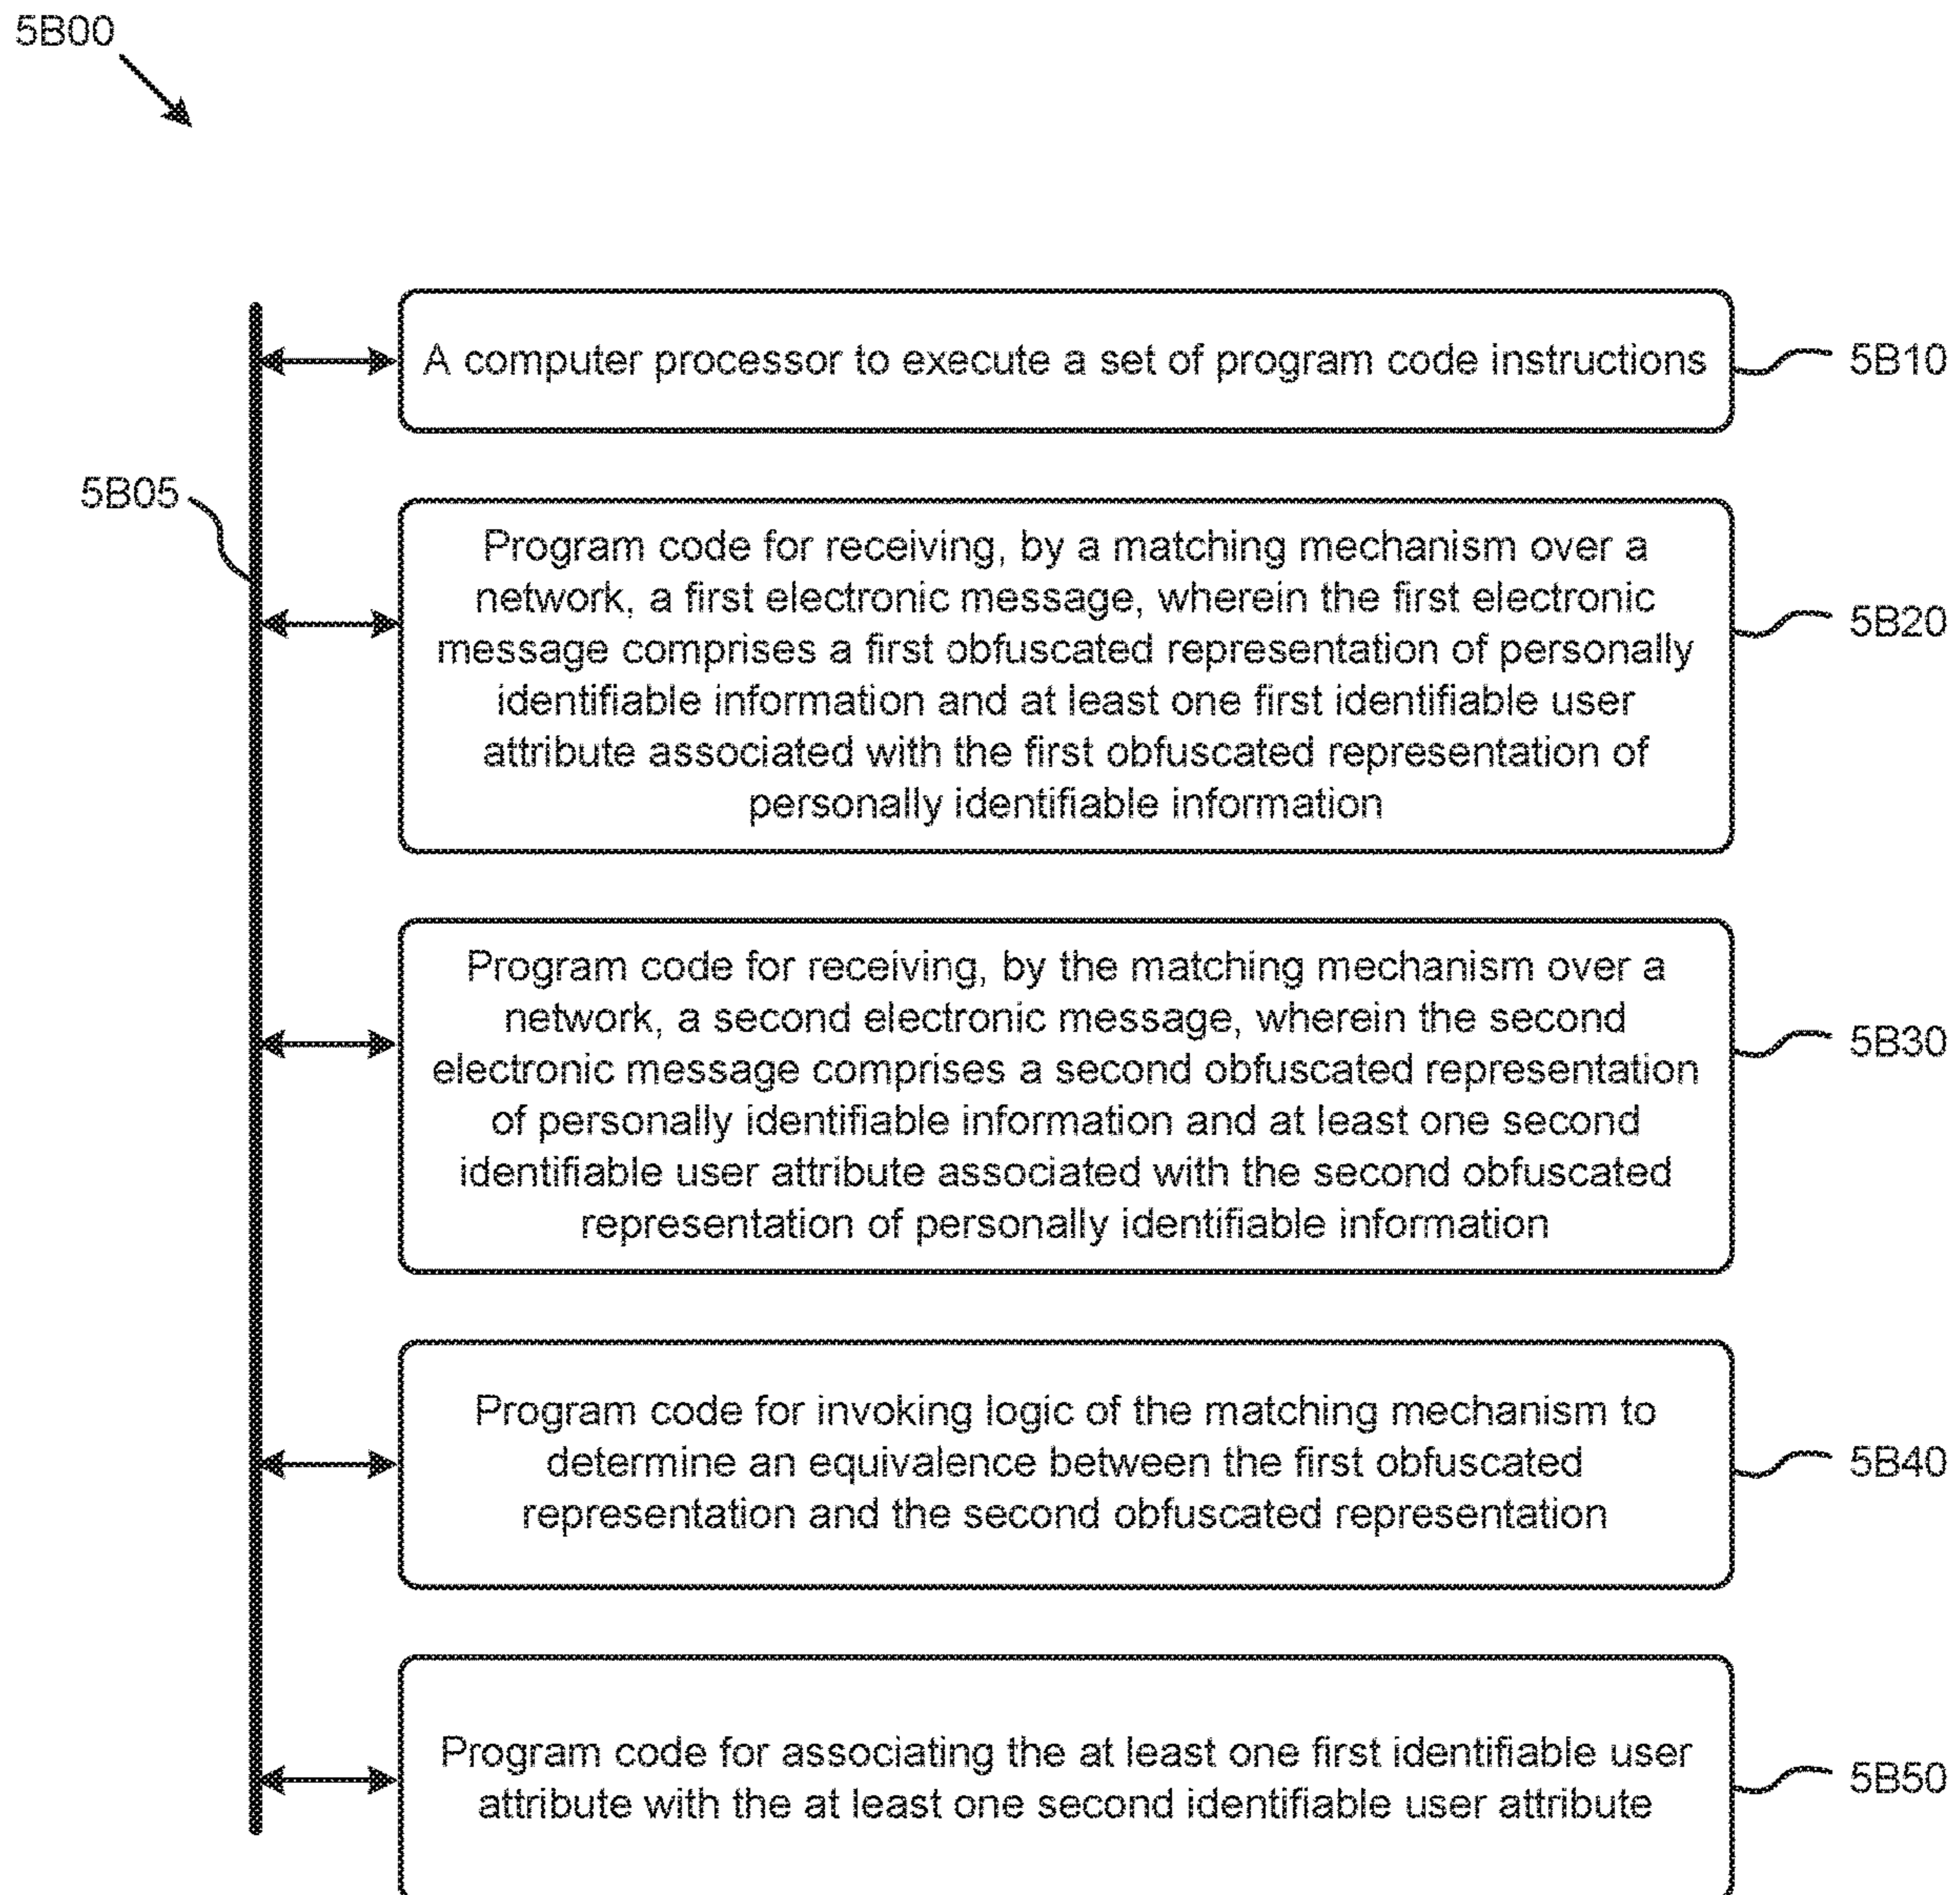 5B00
A computer processor to execute a set of program code instructions
5B10
5B05
Program code for receiving, by a matching mechanism over a
network, a first electronic message, wherein the first electronic
message comprises a first obfuscated representation of personally
identifiable information and at least one first identifiable user
attribute associated with the first obfuscated representation of
personally identifiable information
5B20
Program code for receiving, by the matching mechanism over a
network, a second electronic message, wherein the second
electronic message comprises a second obfuscated representation
of personally identifiable information and at least one second
identifiable user attribute associated with the second obfuscated
representation of personally identifiable information
5B30
Program code for invoking logic of the matching mechanism to
determine an equivalence between the first obfuscated
representation and the second obfuscated representation
5B40
Program code for associating the at least one first identifiable user
attribute with the at least one second identifiable user attribute
5B50